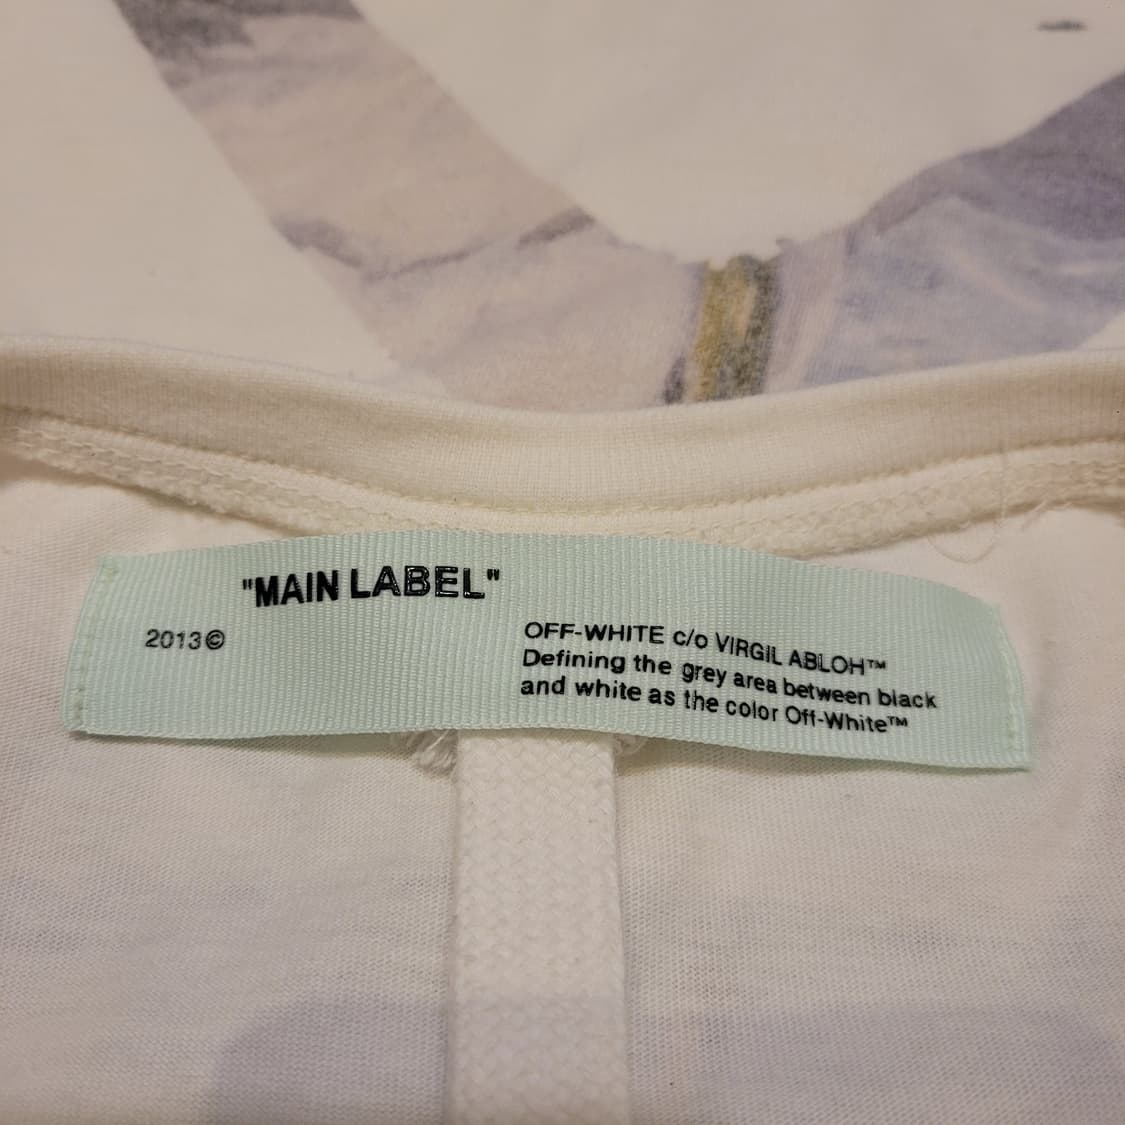 "MAIN LABEL"
2013©
OFF-WHITE c/o VIRGIL ABLOH™
Defining the grey area between black
and white as the color Off-White™